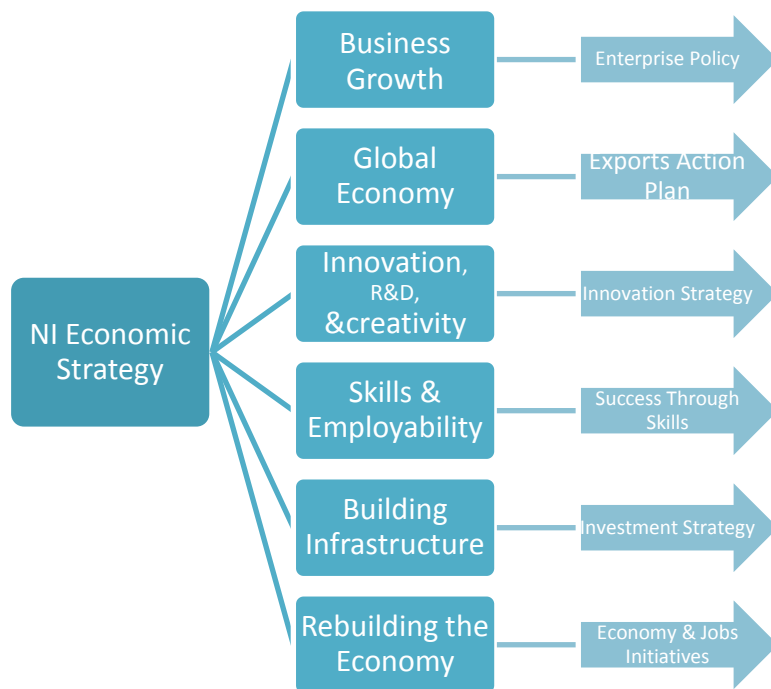 Business
Growth
Enterprise Policy
Global
Economy
Exports Action
Plan
Innovation,
R&D,
&creativity
Innovation Strategy
NI Economic
Strategy
Skills &
Employability
Success Through
Skills
Building
Infrastructure
Investment Strategy
Rebuilding the
Economy
Economy & Jobs
Initiatives